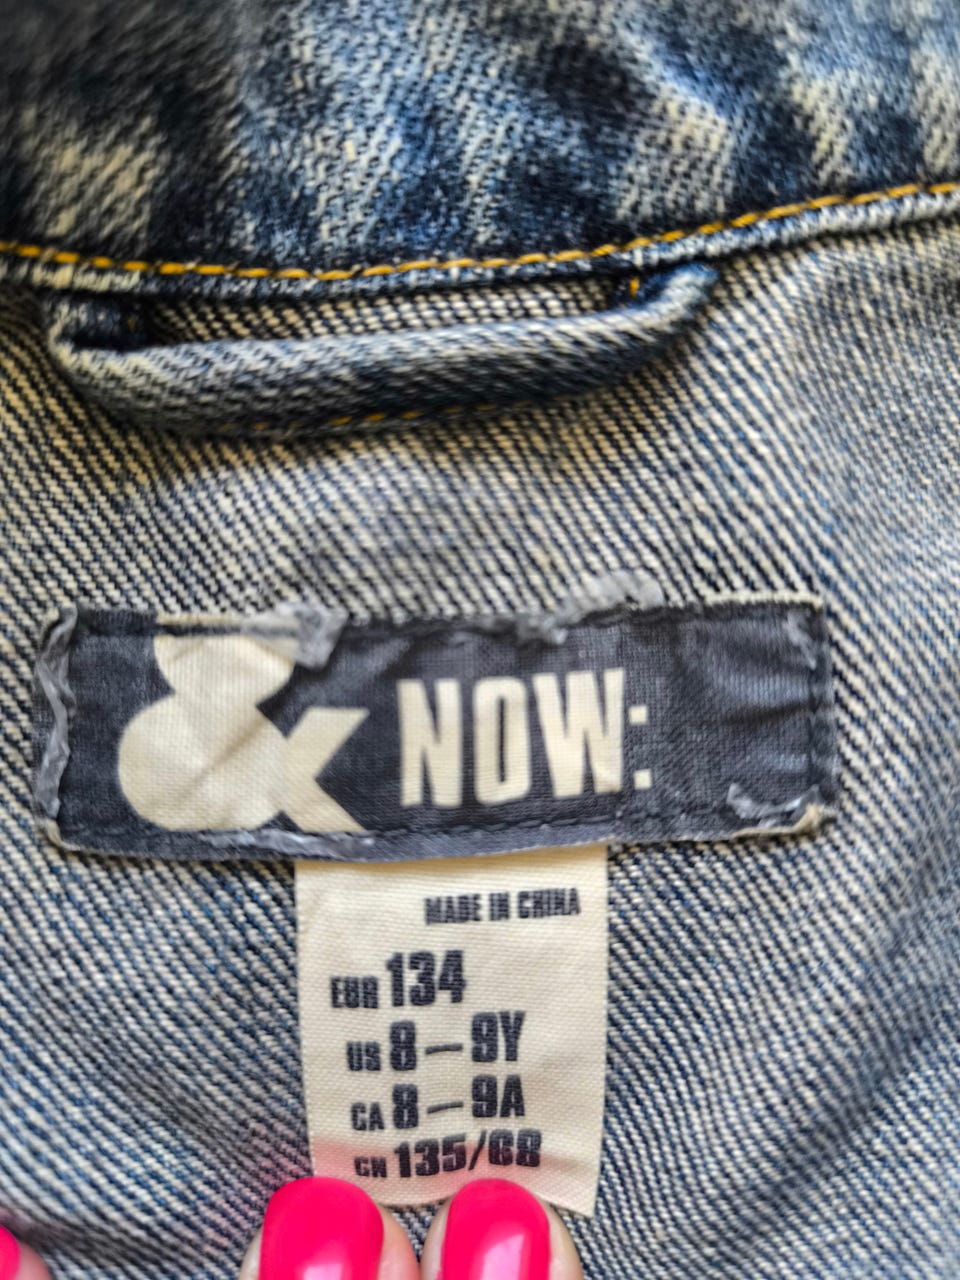 & NOW:
MADE IN CHINA
EUR 134
US 8-9Y
CA 8-9A
CN 135/68